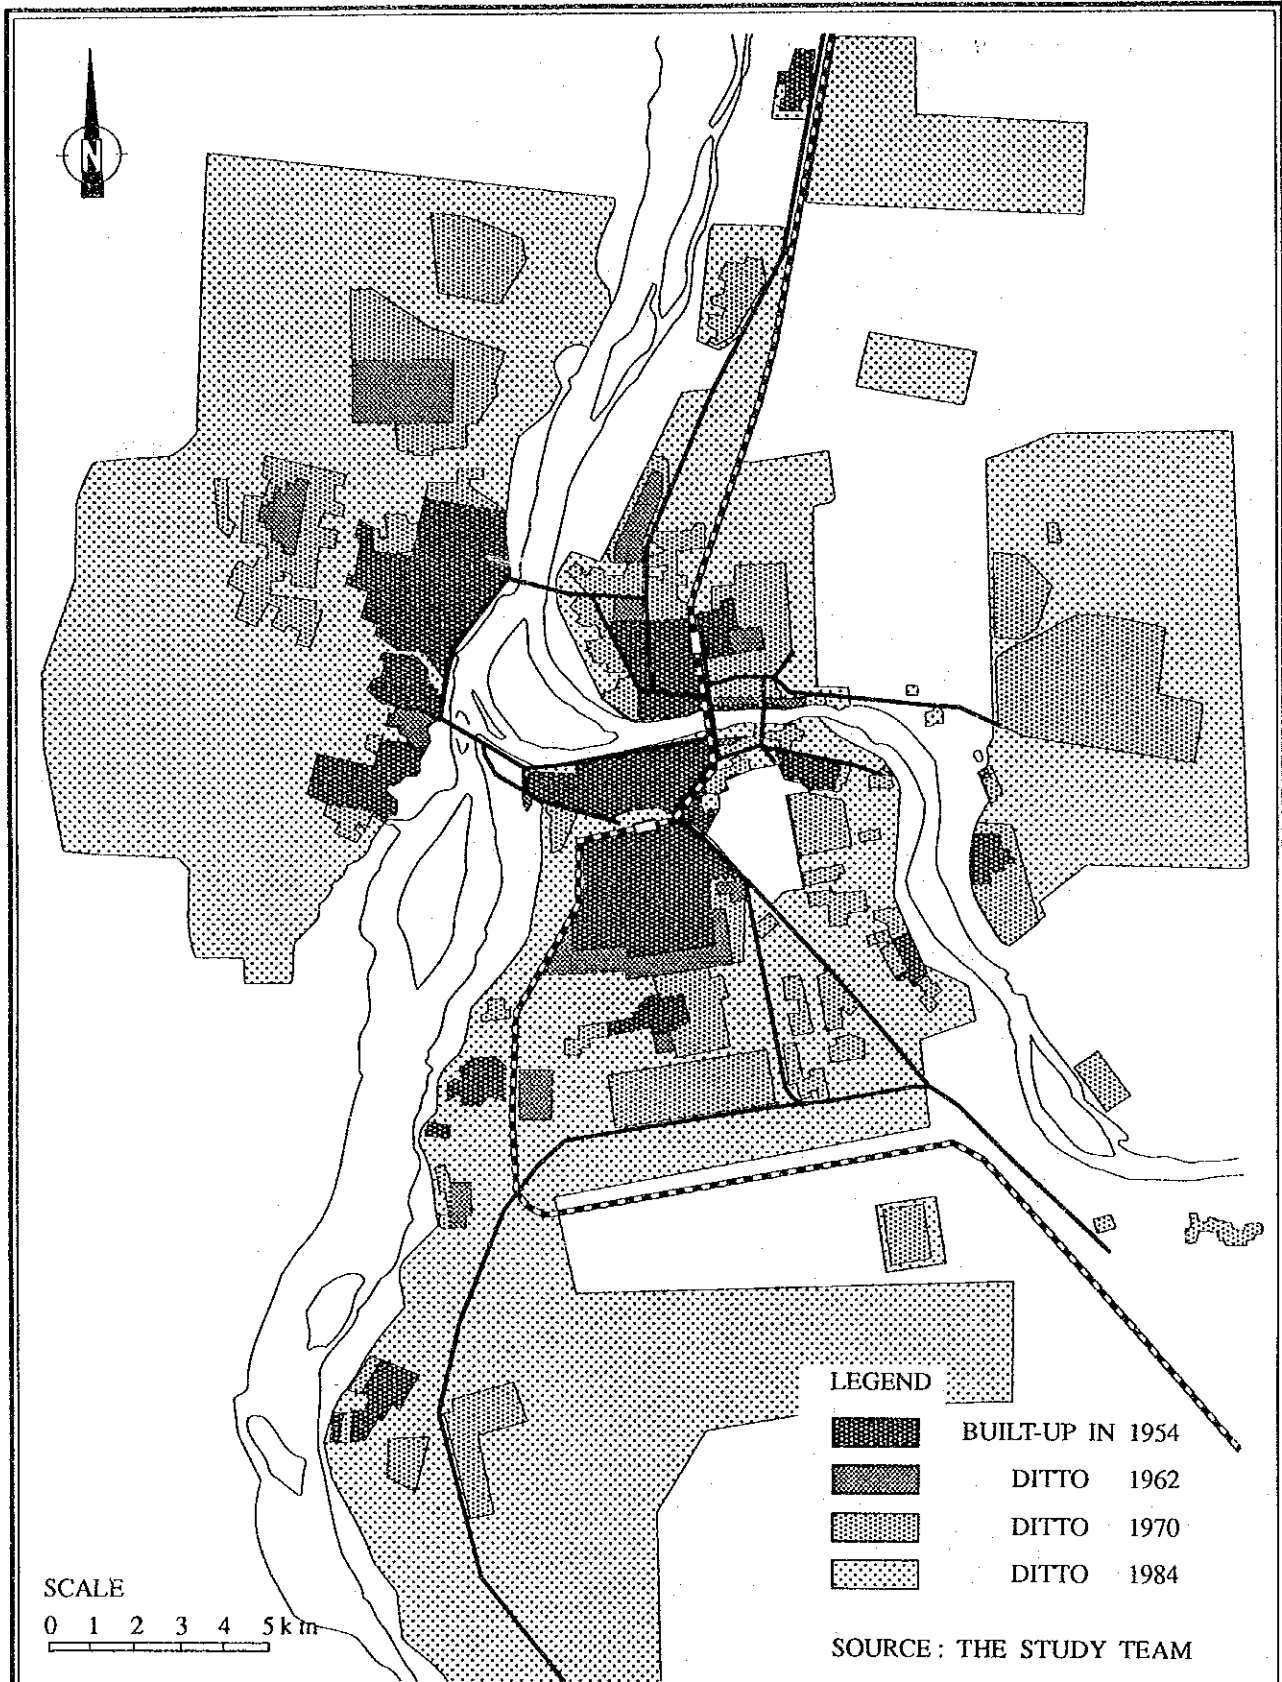 N
LEGEND
BUILT-UP IN 1954
DITTO 1962
DITTO 1970
DITTO 1984
SCALE
0 1 2 3 4 5 km
SOURCE : THE STUDY TEAM